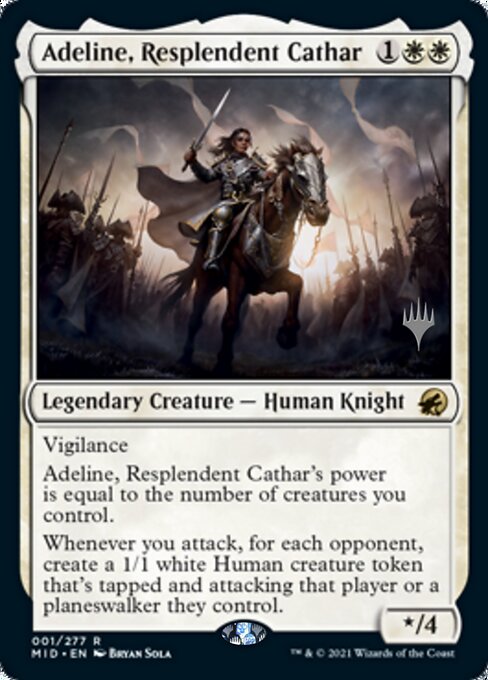 Adeline, Resplendent Cathar 1
Legendary Creature — Human Knight
Vigilance
Adeline, Resplendent Cathar's power
is equal to the number of creatures you
control.
Whenever you attack, for each opponent,
create a 1/1 white Human creature token
that's tapped and attacking that player or a
planeswalker they control.
*/4
001/277 R
MID • EN Bryan Sola
™ & © 2021 Wizards of the Coast